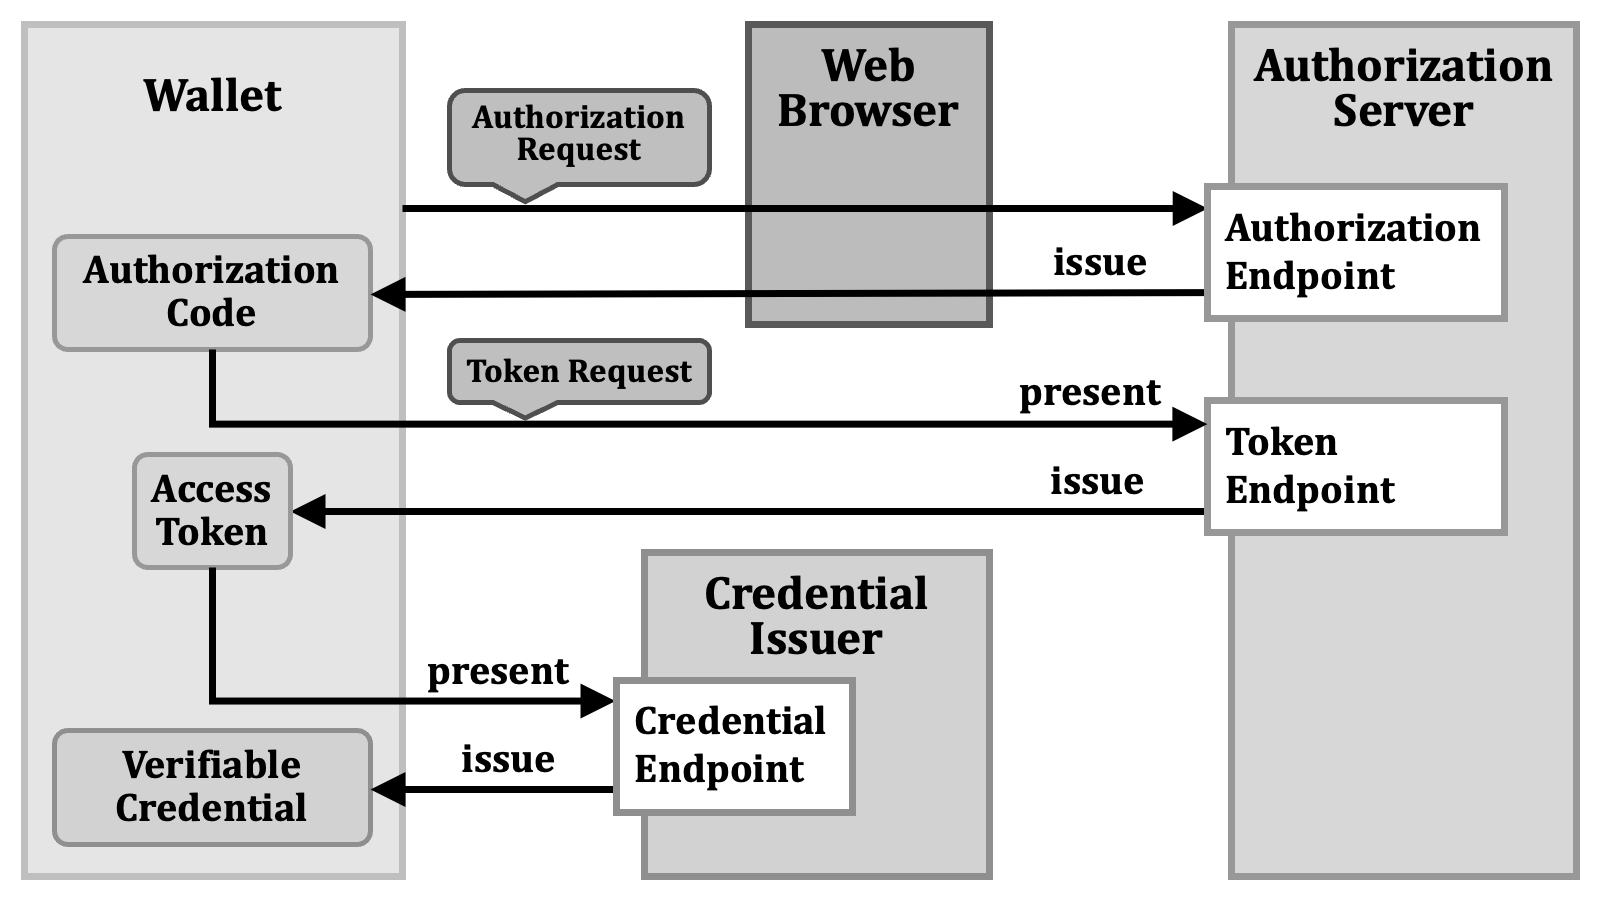 Wallet
Web
Browser
Authorization
Server
Authorization
Request
Authorization
Endpoint
issue
Authorization
Code
Token Request
present
Token
Endpoint
issue
Access
Token
Credential
Issuer
present
Credential
Endpoint
issue
Verifiable
Credential